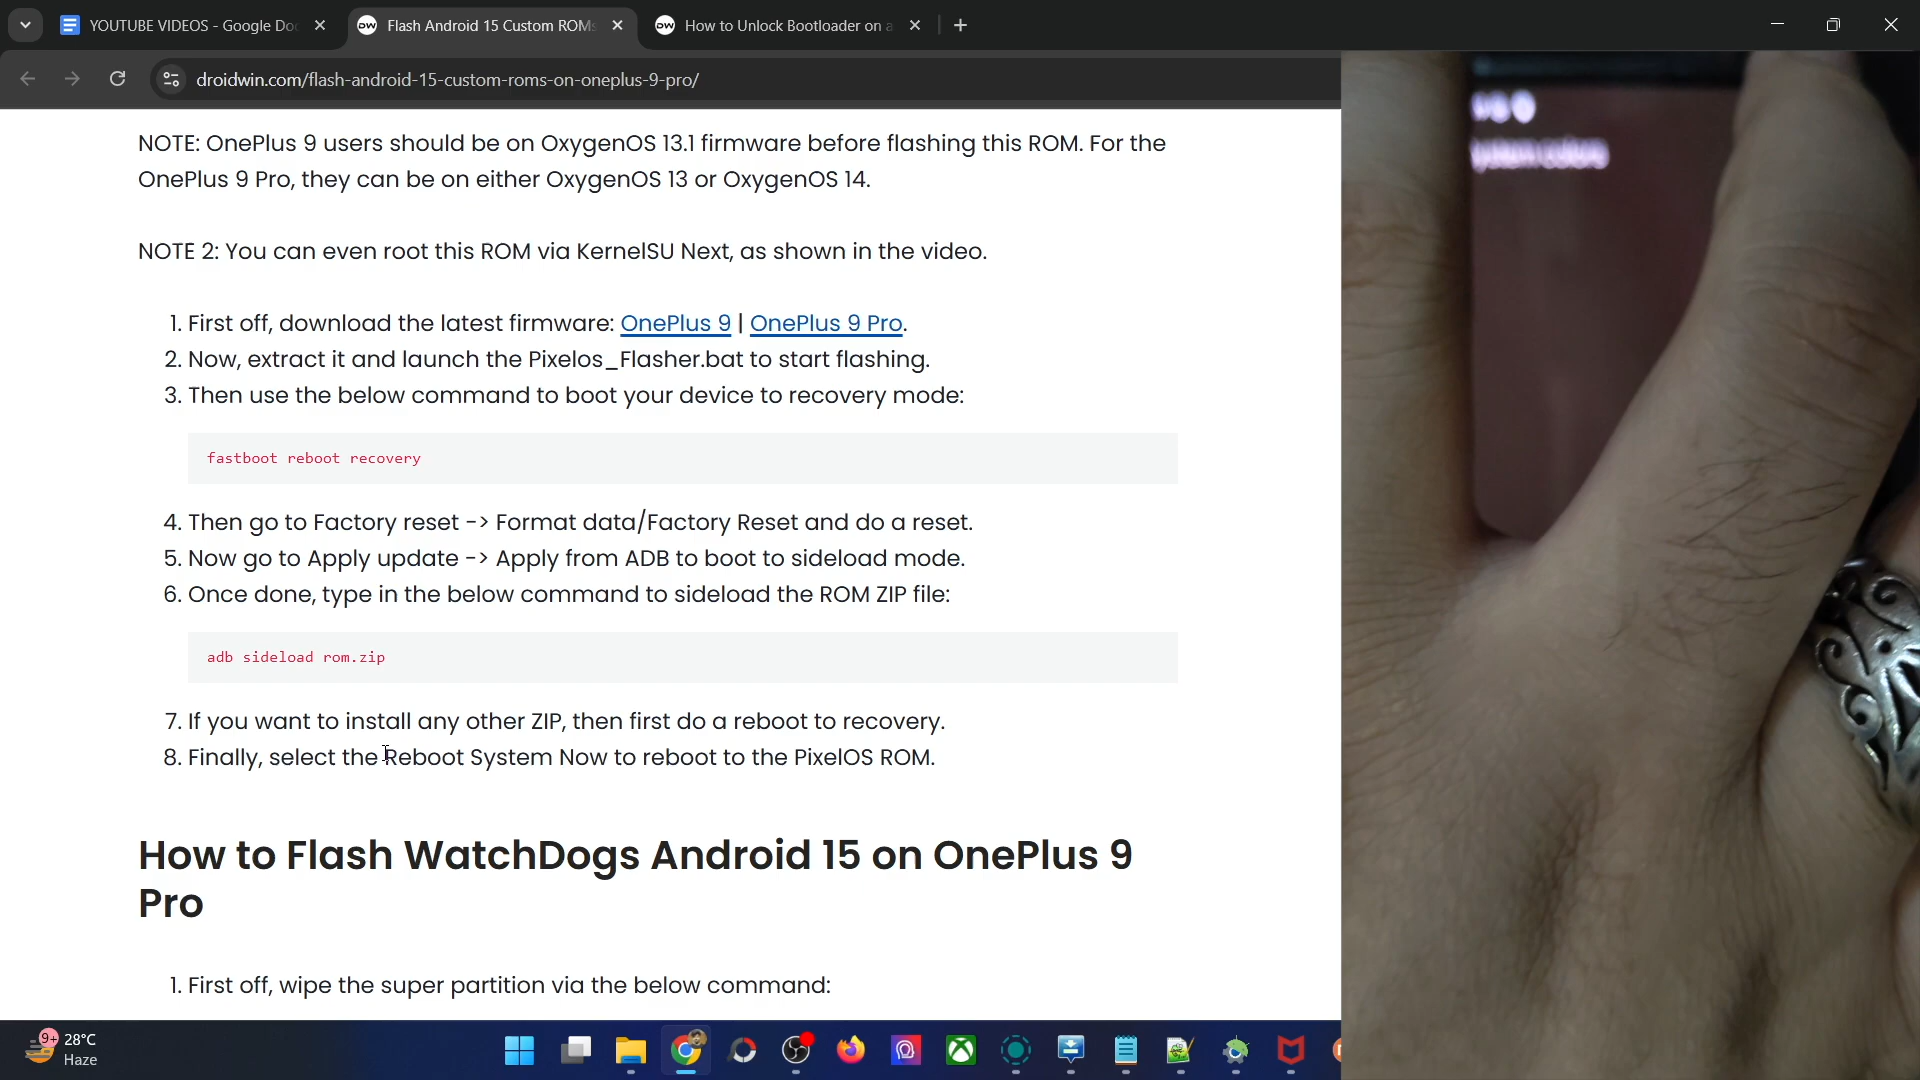 YOUTUBE VIDEOS - Google Do
Flash Android 15 Custom ROMs
How to Unlock Bootloader on a
droidwin.com/flash-android-15-custom-roms-on-oneplus-9-pro/
NOTE: OnePlus 9 users should be on OxygenOS 13.1 firmware before flashing this ROM. For the
OnePlus 9 Pro, they can be on either OxygenOS 13 or OxygenOS 14.
NOTE 2: You can even root this ROM via KernelSU Next, as shown in the video.
1. First off, download the latest firmware: OnePlus 9 | OnePlus 9 Pro.
2. Now, extract it and launch the Pixelos_Flasher.bat to start flashing.
3. Then use the below command to boot your device to recovery mode:
fastboot reboot recovery
4. Then go to Factory reset -> Format data/Factory Reset and do a reset.
5. Now go to Apply update -> Apply from ADB to boot to sideload mode.
6. Once done, type in the below command to sideload the ROM ZIP file:
adb sideload rom.zip
7. If you want to install any other ZIP, then first do a reboot to recovery.
8. Finally, select the Reboot System Now to reboot to the PixelOS ROM.
How to Flash WatchDogs Android 15 on OnePlus 9
Pro
1. First off, wipe the super partition via the below command:
9+
28°C
Haze
DW
DW